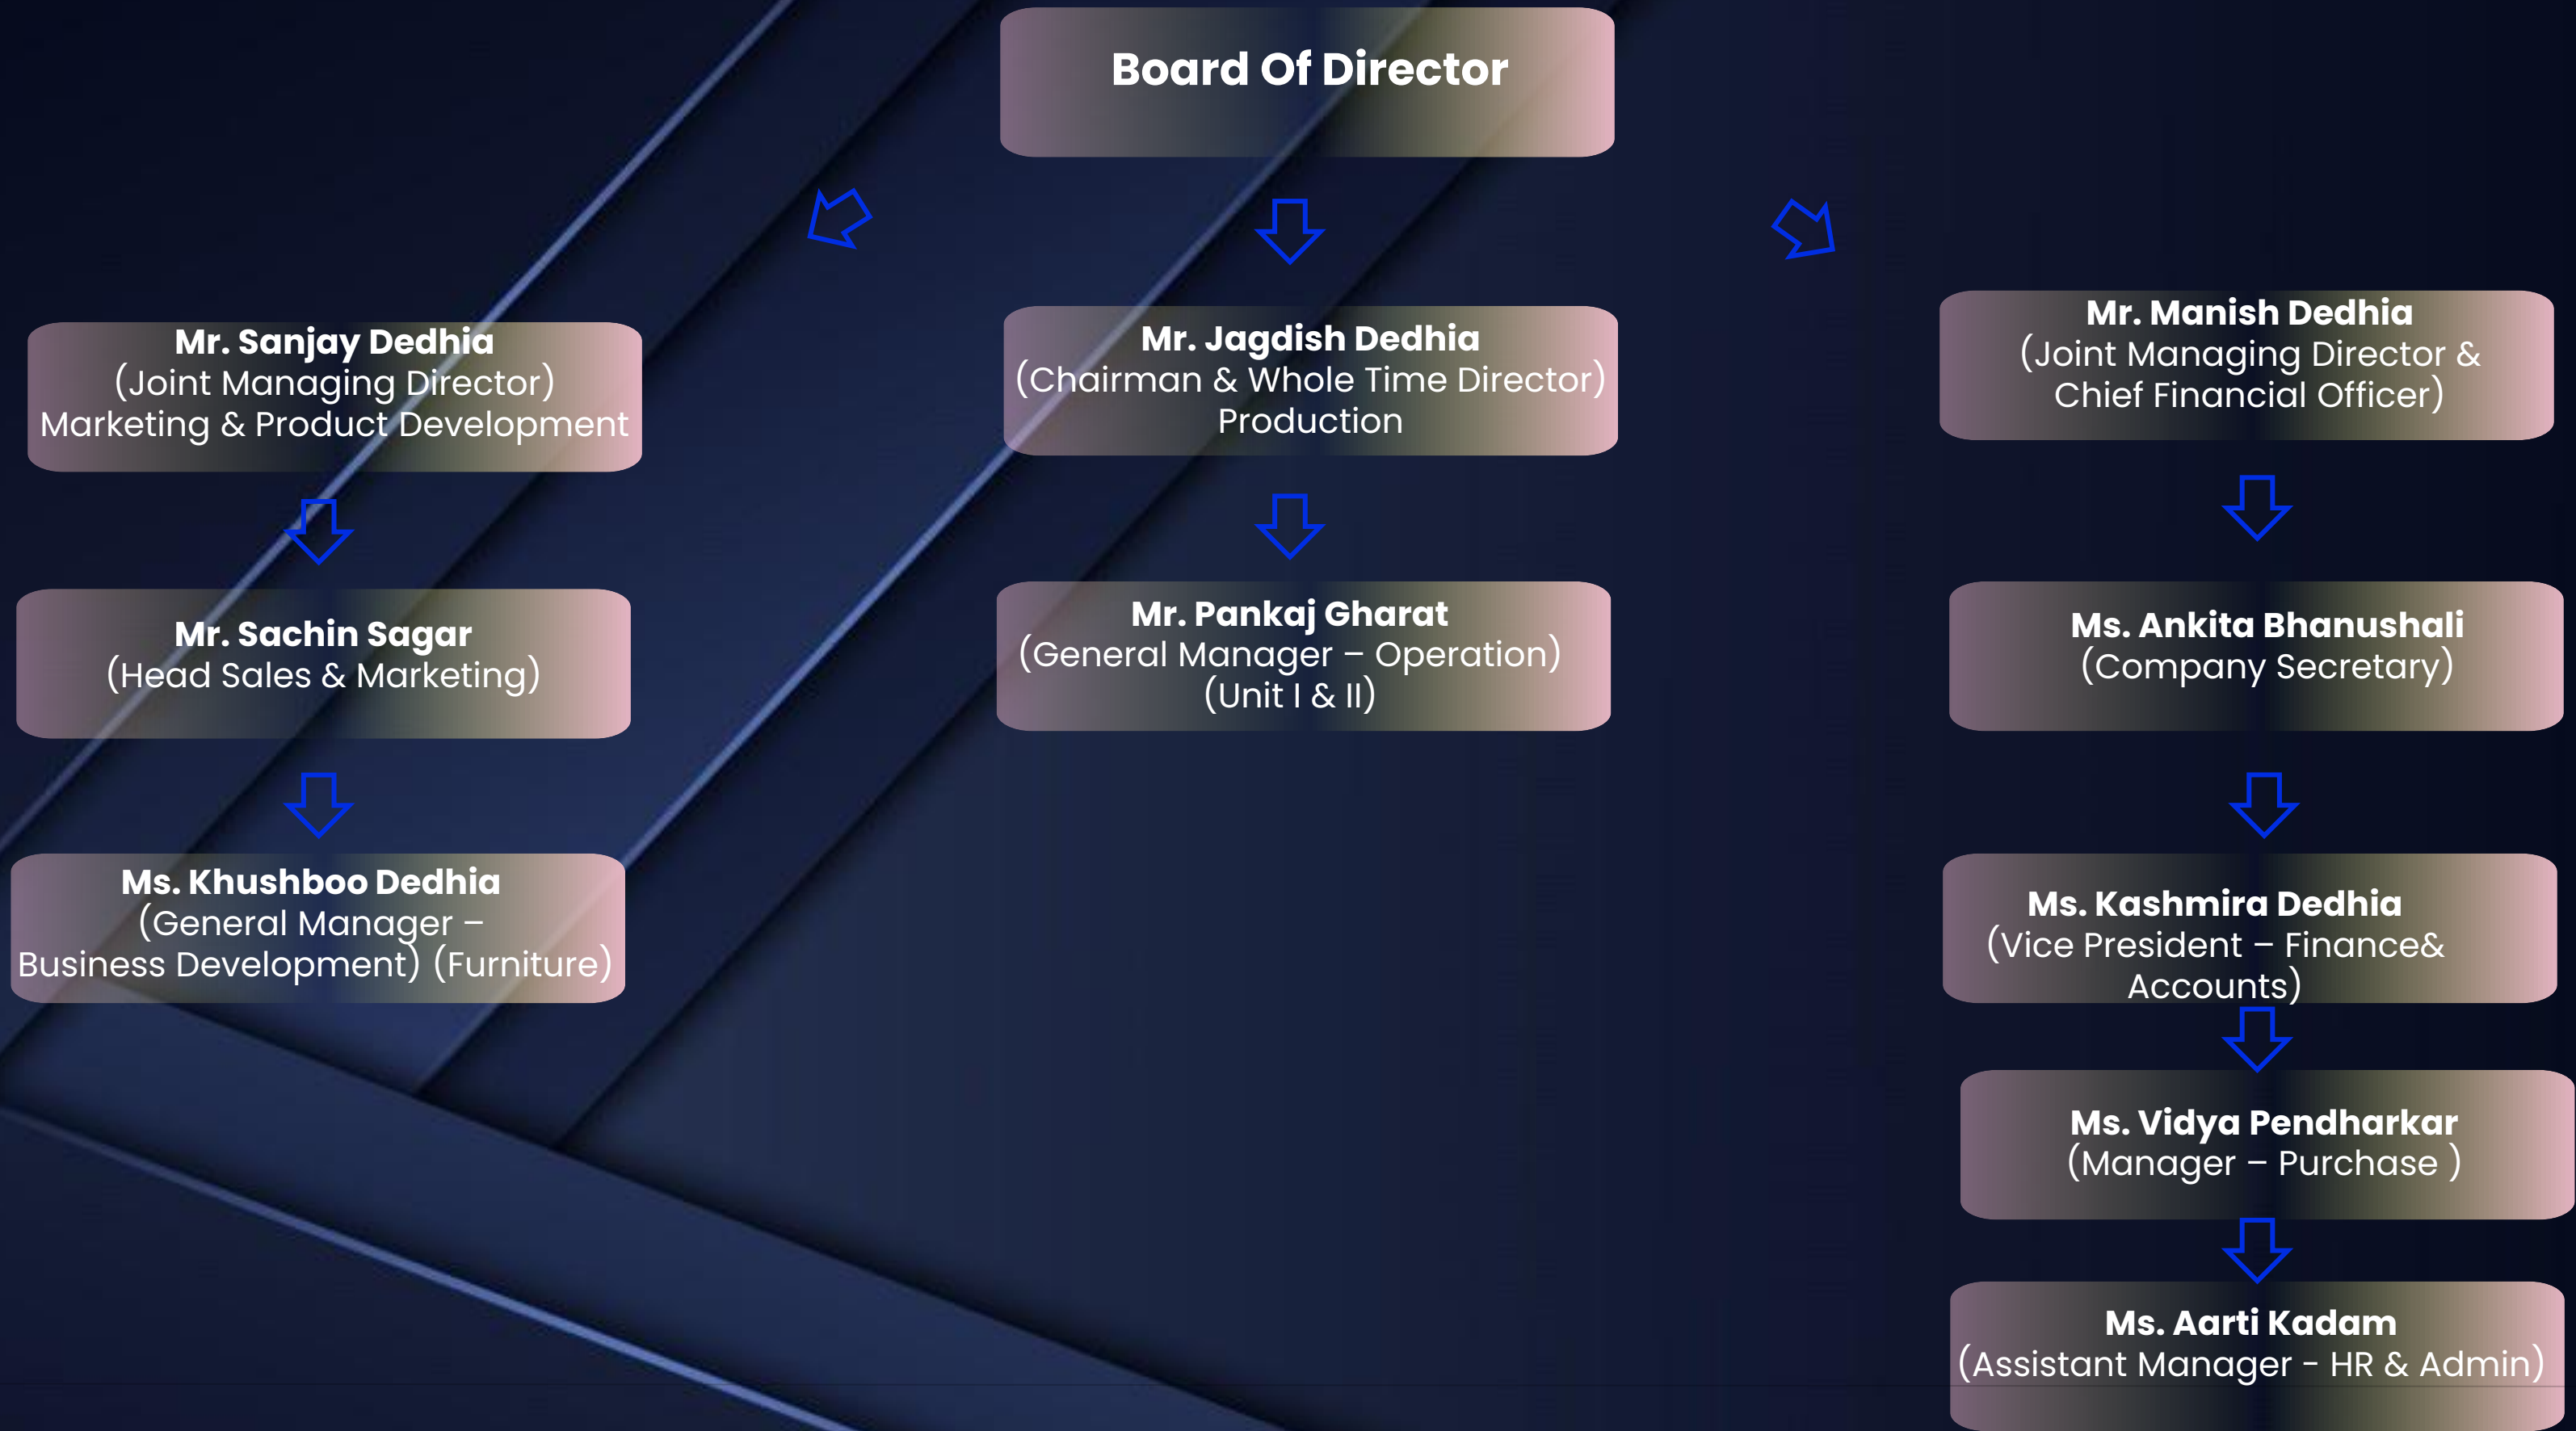 Board Of Director
Mr. Sanjay Dedhia
(Joint Managing Director)
Marketing & Product Development
Mr. Jagdish Dedhia
(Chairman & Whole Time Director)
Production
Mr. Manish Dedhia
(Joint Managing Director &
Chief Financial Officer)
Mr. Sachin Sagar
(Head Sales & Marketing)
Mr. Pankaj Gharat
(General Manager – Operation)
(Unit I & II)
Ms. Ankita Bhanushali
(Company Secretary)
Ms. Khushboo Dedhia
(General Manager –
Business Development) (Furniture)
Ms. Kashmira Dedhia
(Vice President – Finance&
Accounts)
Ms. Vidya Pendharkar
(Manager – Purchase )
Ms. Aarti Kadam
(Assistant Manager - HR & Admin)